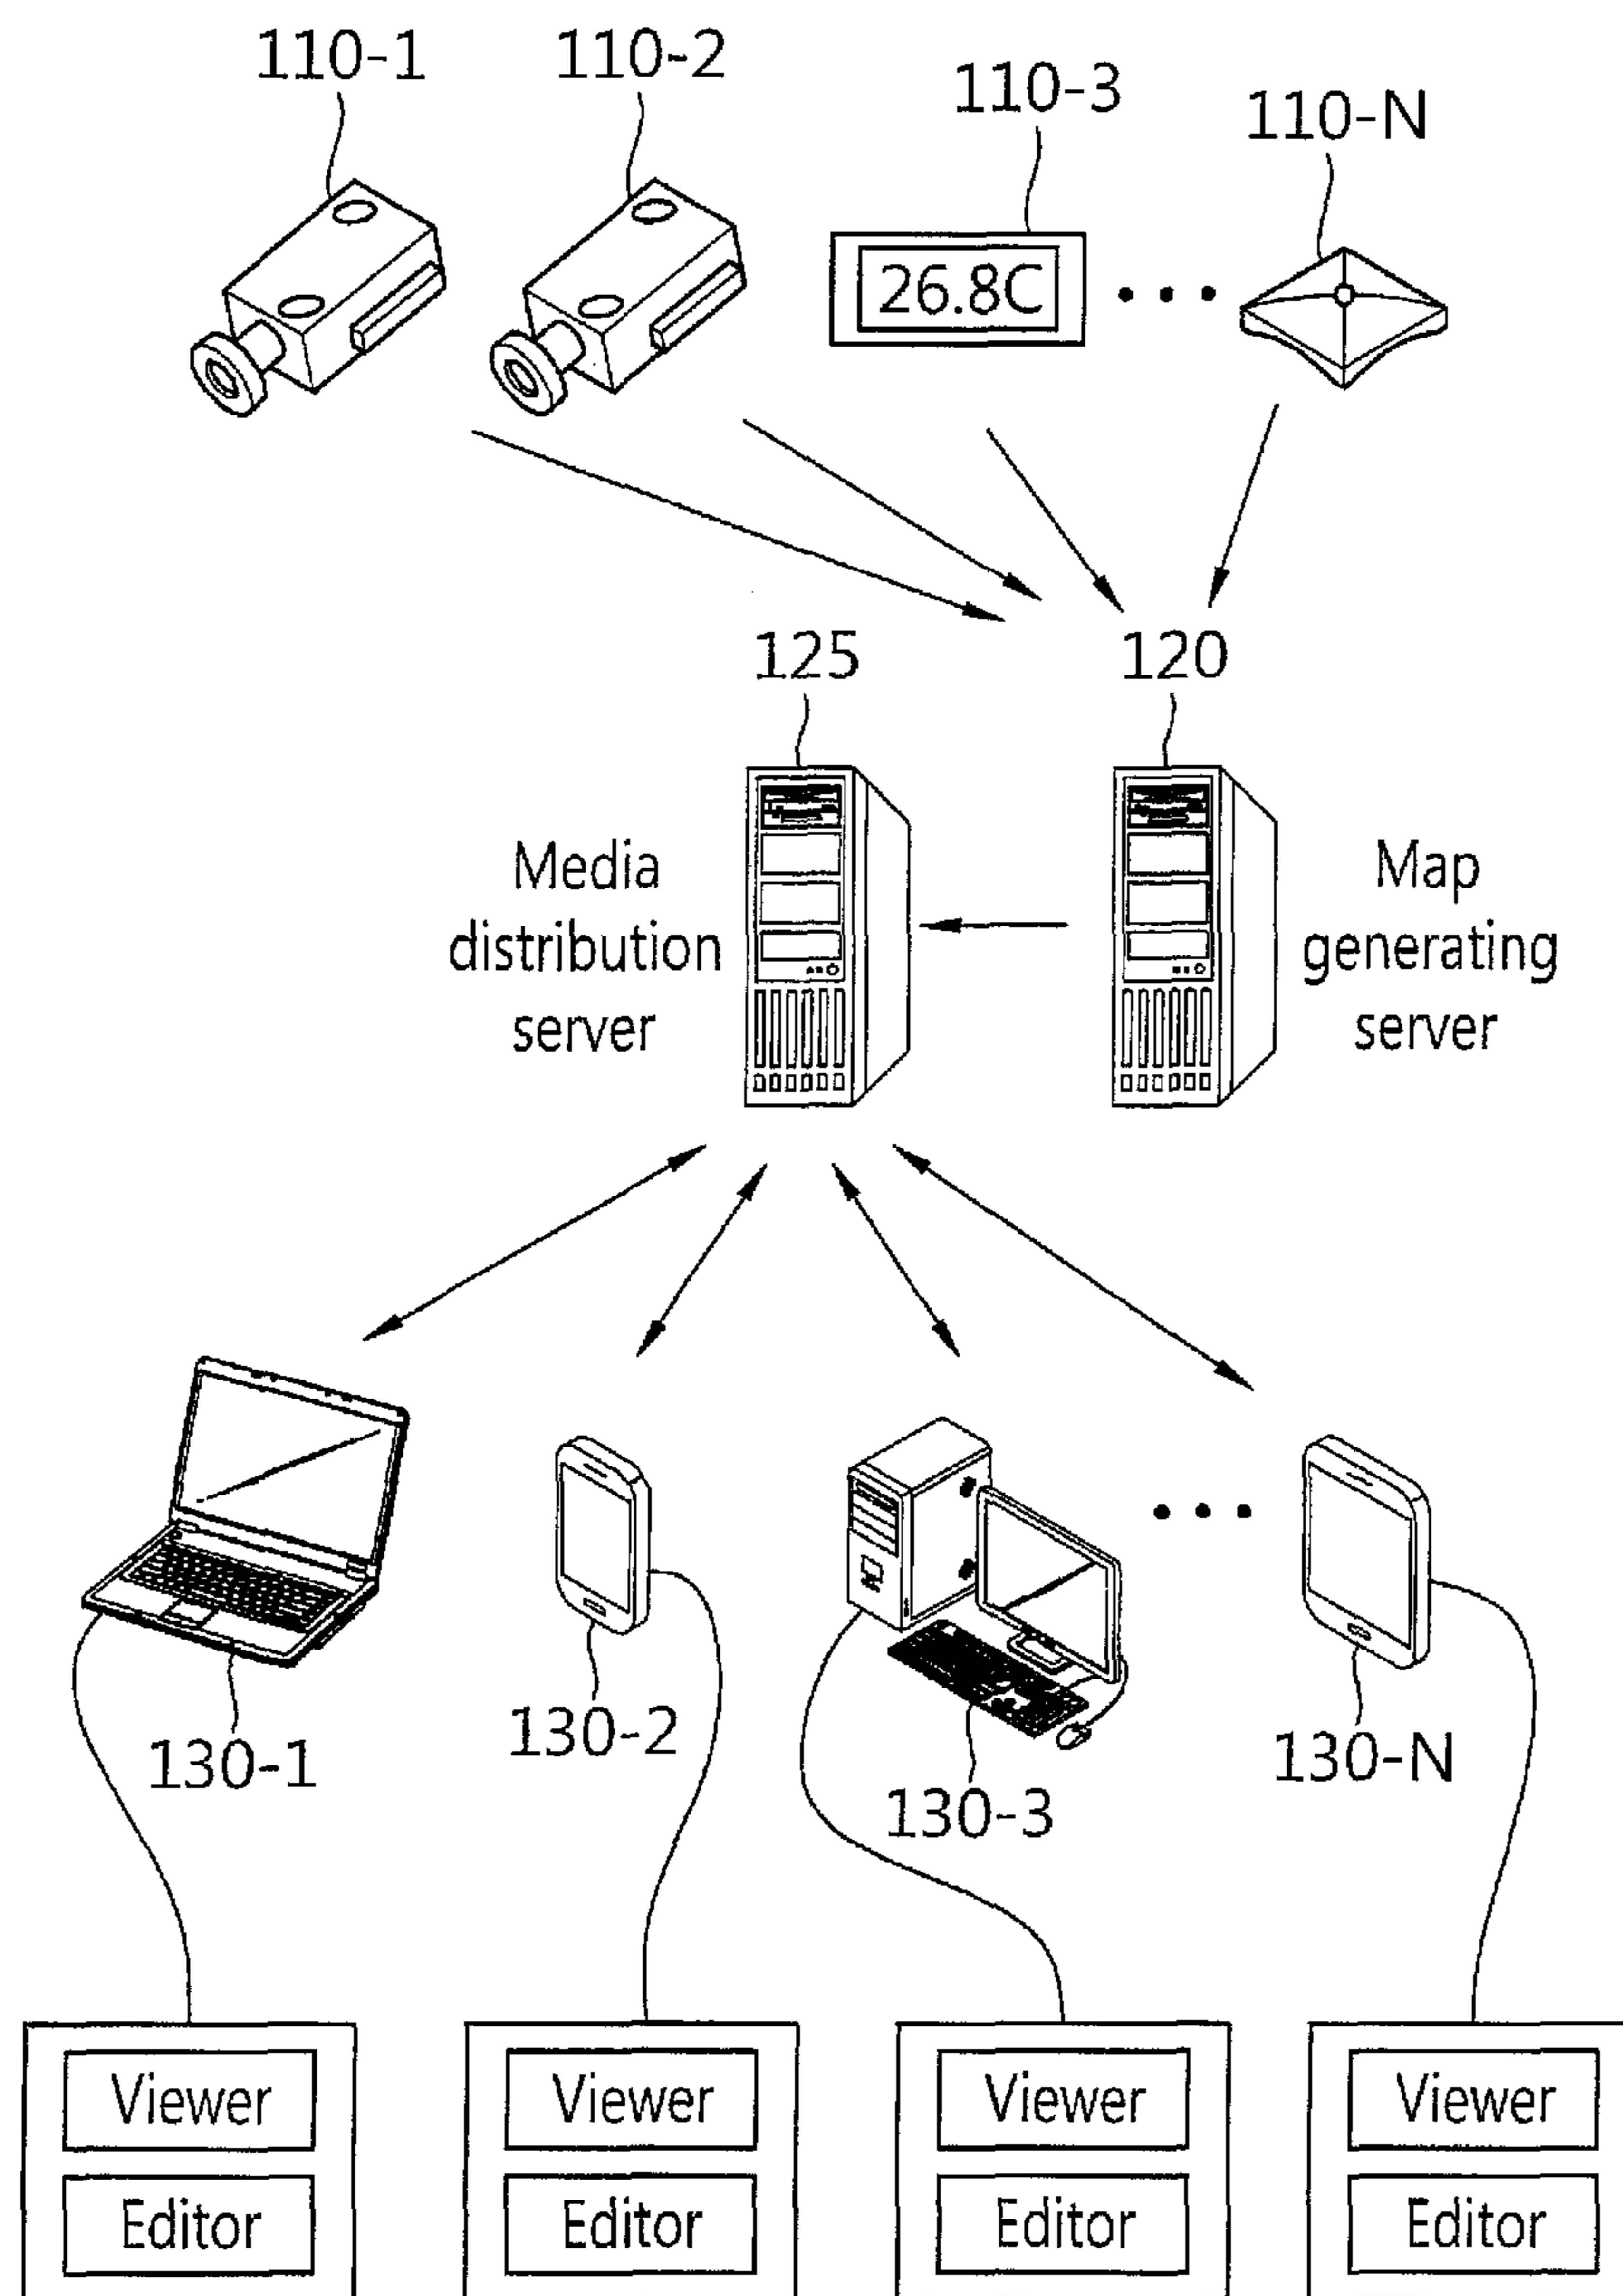 110-1 110-2 110-3 110-N
26.8C
125 120
Media
distribution
server
Map
generating
server
130-1 130-2 130-3 130-N
Viewer Viewer Viewer Viewer
Editor Editor Editor Editor